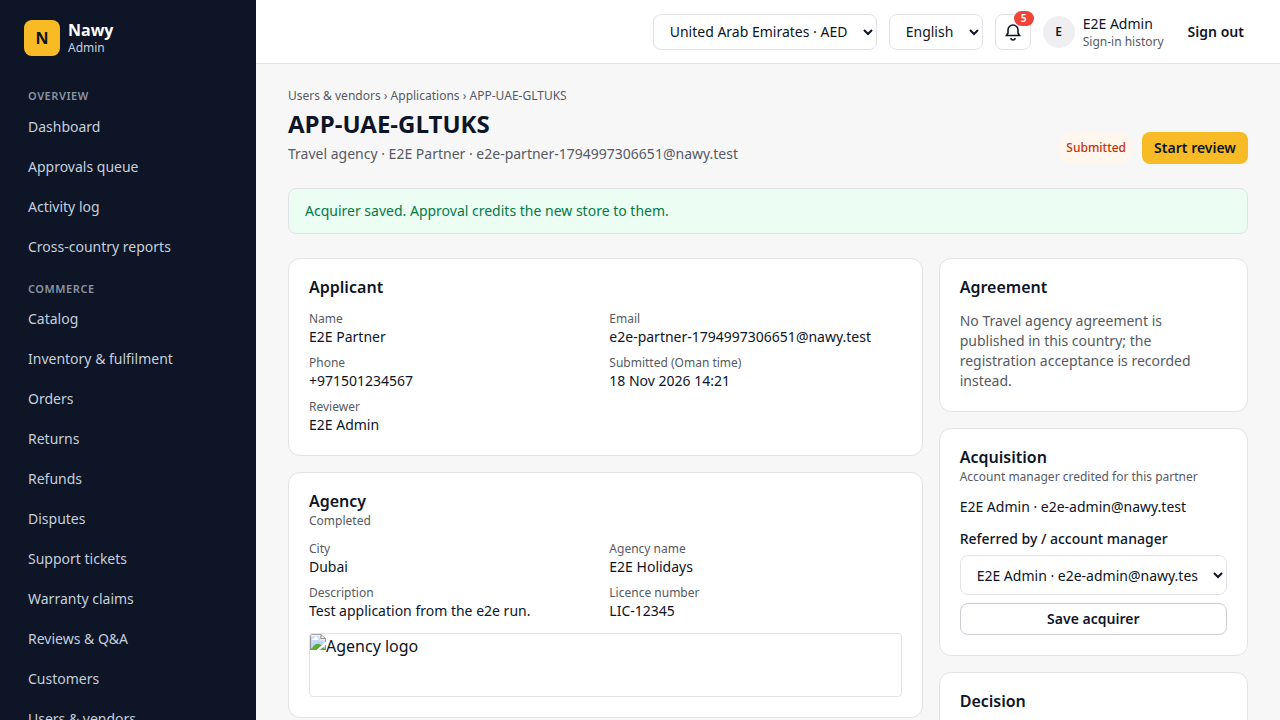 N
Nawy
Admin
United Arab Emirates · AED
English
5
E
E2E Admin
Sign-in history
Sign out
OVERVIEW
Dashboard
Approvals queue
Activity log
Cross-country reports
COMMERCE
Catalog
Inventory & fulfilment
Orders
Returns
Refunds
Disputes
Support tickets
Warranty claims
Reviews & Q&A
Customers
Users & vendors
Users & vendors › Applications › APP-UAE-GLTUKS
APP-UAE-GLTUKS
Travel agency · E2E Partner · e2e-partner-1794997306651@nawy.test
Submitted
Start review
Acquirer saved. Approval credits the new store to them.
Applicant
Name
E2E Partner
Email
e2e-partner-1794997306651@nawy.test
Phone
+971501234567
Submitted (Oman time)
18 Nov 2026 14:21
Reviewer
E2E Admin
Agency
Completed
City
Dubai
Agency name
E2E Holidays
Description
Test application from the e2e run.
Licence number
LIC-12345
Agency logo
Agreement
No Travel agency agreement is
published in this country; the
registration acceptance is recorded
instead.
Acquisition
Account manager credited for this partner
E2E Admin · e2e-admin@nawy.test
Referred by / account manager
E2E Admin · e2e-admin@nawy.tes
Save acquirer
Decision